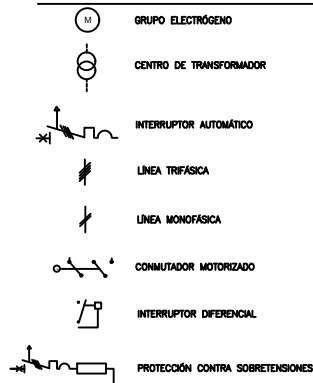 M GRUPO ELECTRÓGENO
CENTRO DE TRANSFORMADOR
INTERRUPTOR AUTOMÁTICO
LÍNEA TRIFÁSICA
LÍNEA MONOFÁSICA
CONMUTADOR MOTORIZADO
INTERRUPTOR DIFERENCIAL
PROTECCIÓN CONTRA SOBRETENSIONES